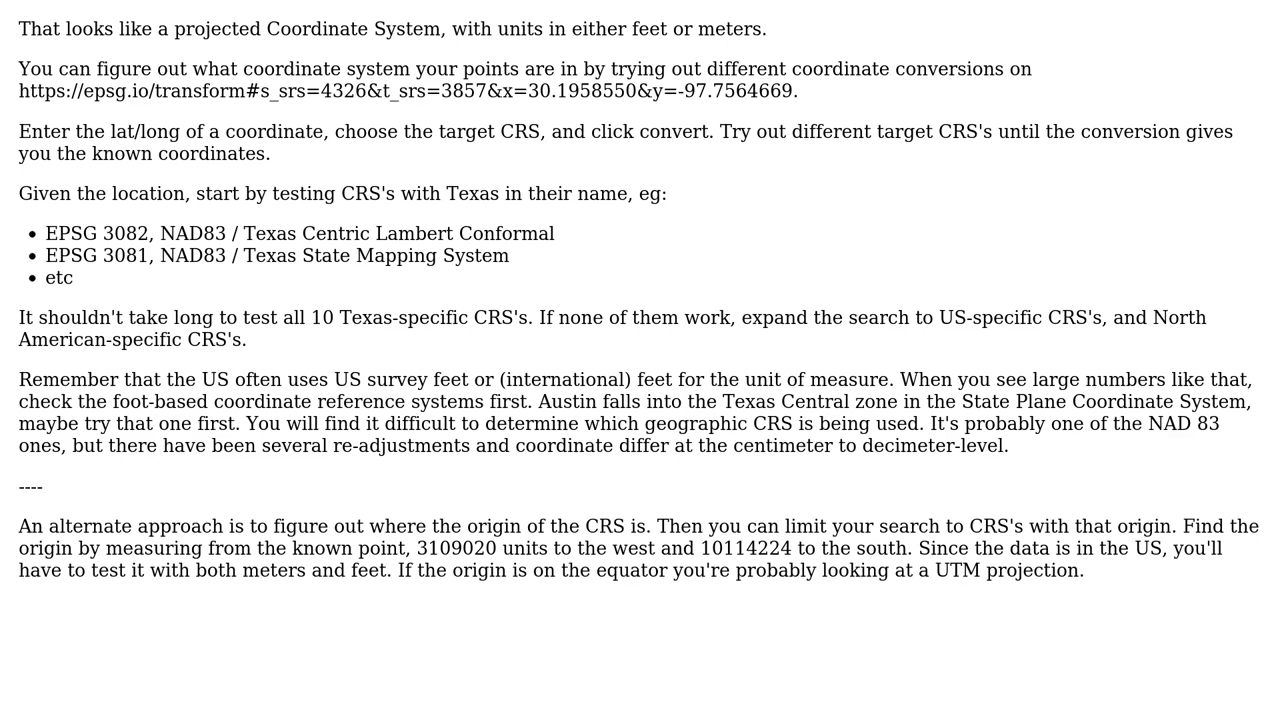 That looks like a projected Coordinate System, with units in either feet or meters.
You can figure out what coordinate system your points are in by trying out different coordinate conversions on
https://epsg.io/transform#s_srs=4326&t_srs=3857&x=30.1958550&y=-97.7564669.
Enter the lat/long of a coordinate, choose the target CRS, and click convert. Try out different target CRS's until the conversion gives
you the known coordinates.
Given the location, start by testing CRS's with Texas in their name, eg:
• EPSG 3082, NAD83 / Texas Centric Lambert Conformal
• EPSG 3081, NAD83 / Texas State Mapping System
• etc
It shouldn't take long to test all 10 Texas-specific CRS's. If none of them work, expand the search to US-specific CRS's, and North
American-specific CRS's.
Remember that the US often uses US survey feet or (international) feet for the unit of measure. When you see large numbers like that,
check the foot-based coordinate reference systems first. Austin falls into the Texas Central zone in the State Plane Coordinate System,
maybe try that one first. You will find it difficult to determine which geographic CRS is being used. It's probably one of the NAD 83
ones, but there have been several re-adjustments and coordinate differ at the centimeter to decimeter-level.
----
An alternate approach is to figure out where the origin of the CRS is. Then you can limit your search to CRS's with that origin. Find the
origin by measuring from the known point, 3109020 units to the west and 10114224 to the south. Since the data is in the US, you'll
have to test it with both meters and feet. If the origin is on the equator you're probably looking at a UTM projection.